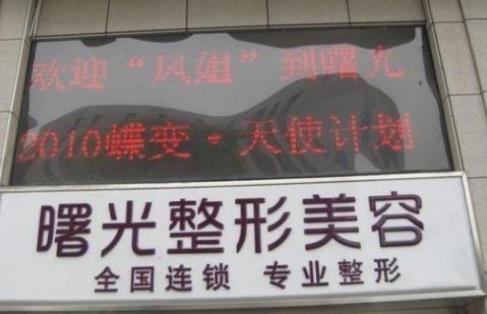 欢迎“凤姐”到曙光
2010蝶变·天使计划
曙光整形美容
全国连锁 专业整形